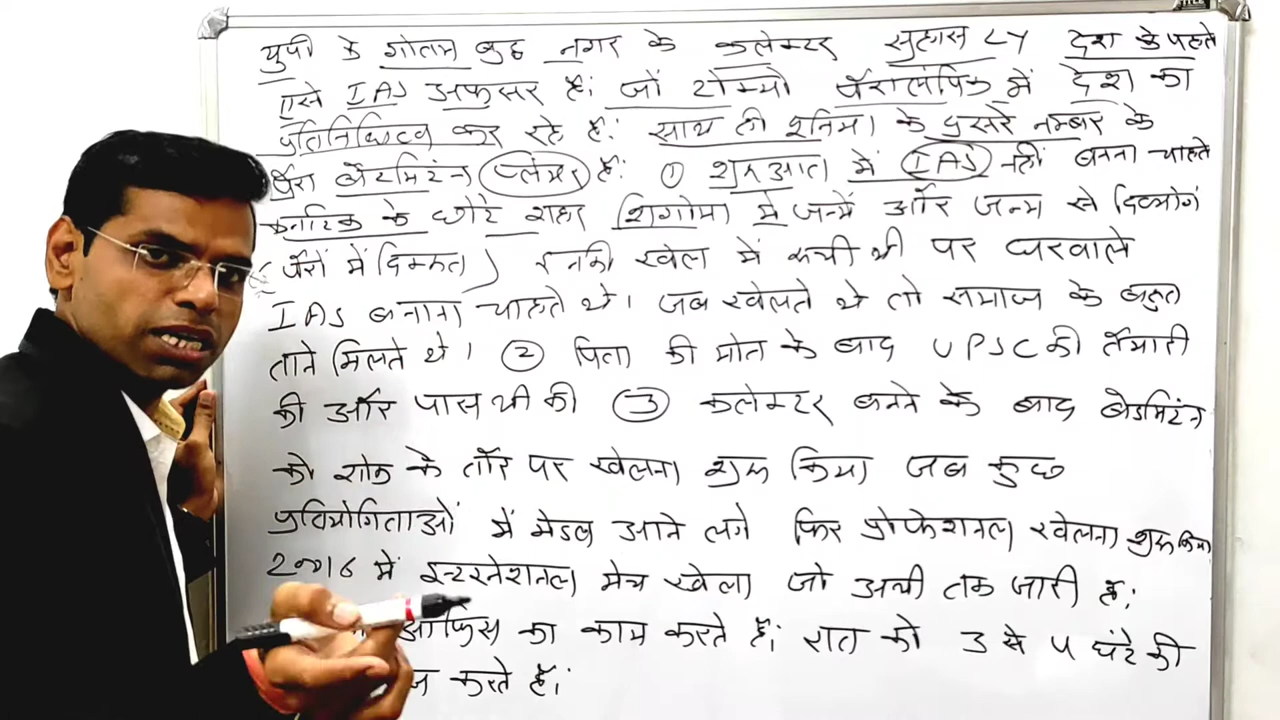 युपी के गोतम बुद्ध नगर के कलेक्टर सुहास LY देश के पहले
ऐसे IAS अफसर हैं; जो टोक्यो पैरालंपिक में देश का
प्रतिनिधित्व कर रहे हैं: साथ ही दुनिया के दुसरे नम्बर के
पैरा बैडमिंटन प्लेयर हैं: ① शुरूआत में IAS नहीं बनना चाहते
कर्नाटक के छोटे शहर शिगोमा में जन्में और जन्म से दिव्यांग
(पैरों में दिक्कत) इनकी खेल में रूची थी पर घरवाले
IAS बनाना चाहते थे। जब खेलते थे तो समाज के बहुत
ताने मिलते थे। ② पिता की मोत के बाद UPSC की तैयारी
की और पास भी की ③ कलेक्टर बनने के बाद बैडमिंटन
को शोक के तौर पर खेलना शुरू किया जब कुछ
प्रतियोगिताओं में मेडल आने लगे फिर प्रोफेशनल खेलना शुरू किया
2016 में इन्टरनेशनल मेच खेला जो अभी तक जारी हैं;
ऑफिस का काम करते हैं; रात को 3 से 4 घंटे की
करते हैं;